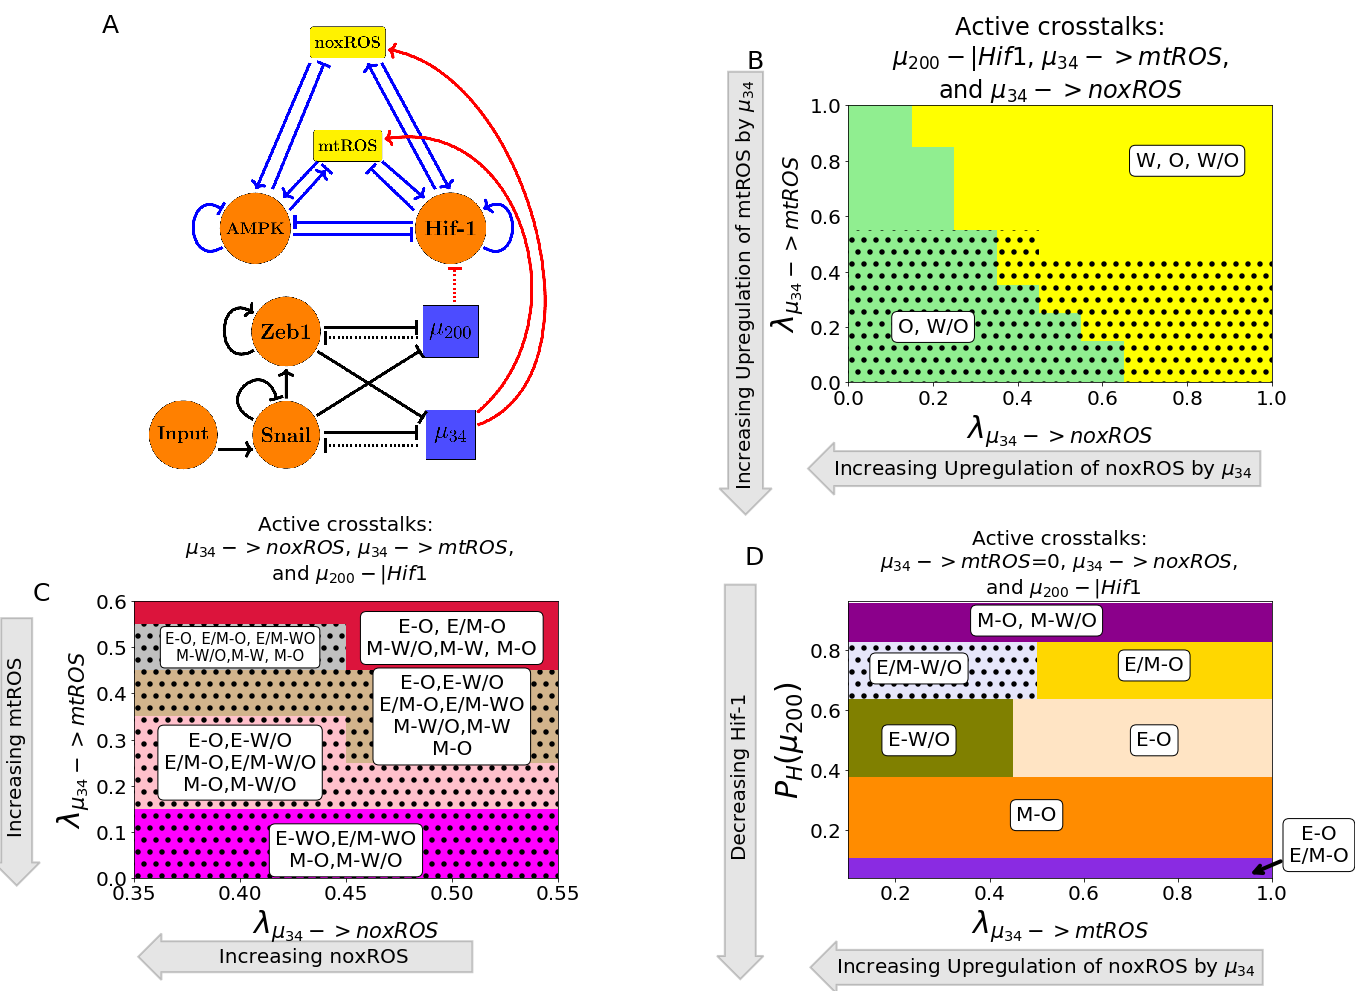 A
noxROS
mtROS
AMPK
Hif-1
Zeb1
μ200
Input
Snail
μ34
B
Active crosstalks:
μ200 − |Hif1, μ34 − > mtROS,
and μ34 − > noxROS
Increasing Upregulation of mtROS by μ34
λμ34 − > mtROS
1.0
0.8
0.6
0.4
0.2
0.0
W, O, W/O
O, W/O
0.0 0.2 0.4 0.6 0.8 1.0
λμ34 − > noxROS
Increasing Upregulation of noxROS by μ34
C
Active crosstalks:
μ34 − > noxROS, μ34 − > mtROS,
and μ200 − |Hif1
Increasing mtROS
λμ34 − > mtROS
0.6
0.5
0.4
0.3
0.2
0.1
0.0
E-O, E/M-O, E/M-WO
M-W/O,M-W, M-O
E-O, E/M-O
M-W/O,M-W, M-O
E-O,E-W/O
E/M-O,E/M-WO
M-W/O,M-W
M-O
E-O,E-W/O
E/M-O,E/M-W/O
M-O,M-W/O
E-WO,E/M-WO
M-O,M-W/O
0.35 0.40 0.45 0.50 0.55
λμ34 − > noxROS
Increasing noxROS
D
Active crosstalks:
μ34 − > mtROS=0, μ34 − > noxROS,
and μ200 − |Hif1
Decreasing Hif-1
PH(μ200)
0.8
0.6
0.4
0.2
M-O, M-W/O
E/M-W/O
E/M-O
E-W/O
E-O
M-O
E-O
E/M-O
0.2 0.4 0.6 0.8 1.0
λμ34 − > mtROS
Increasing Upregulation of noxROS by μ34